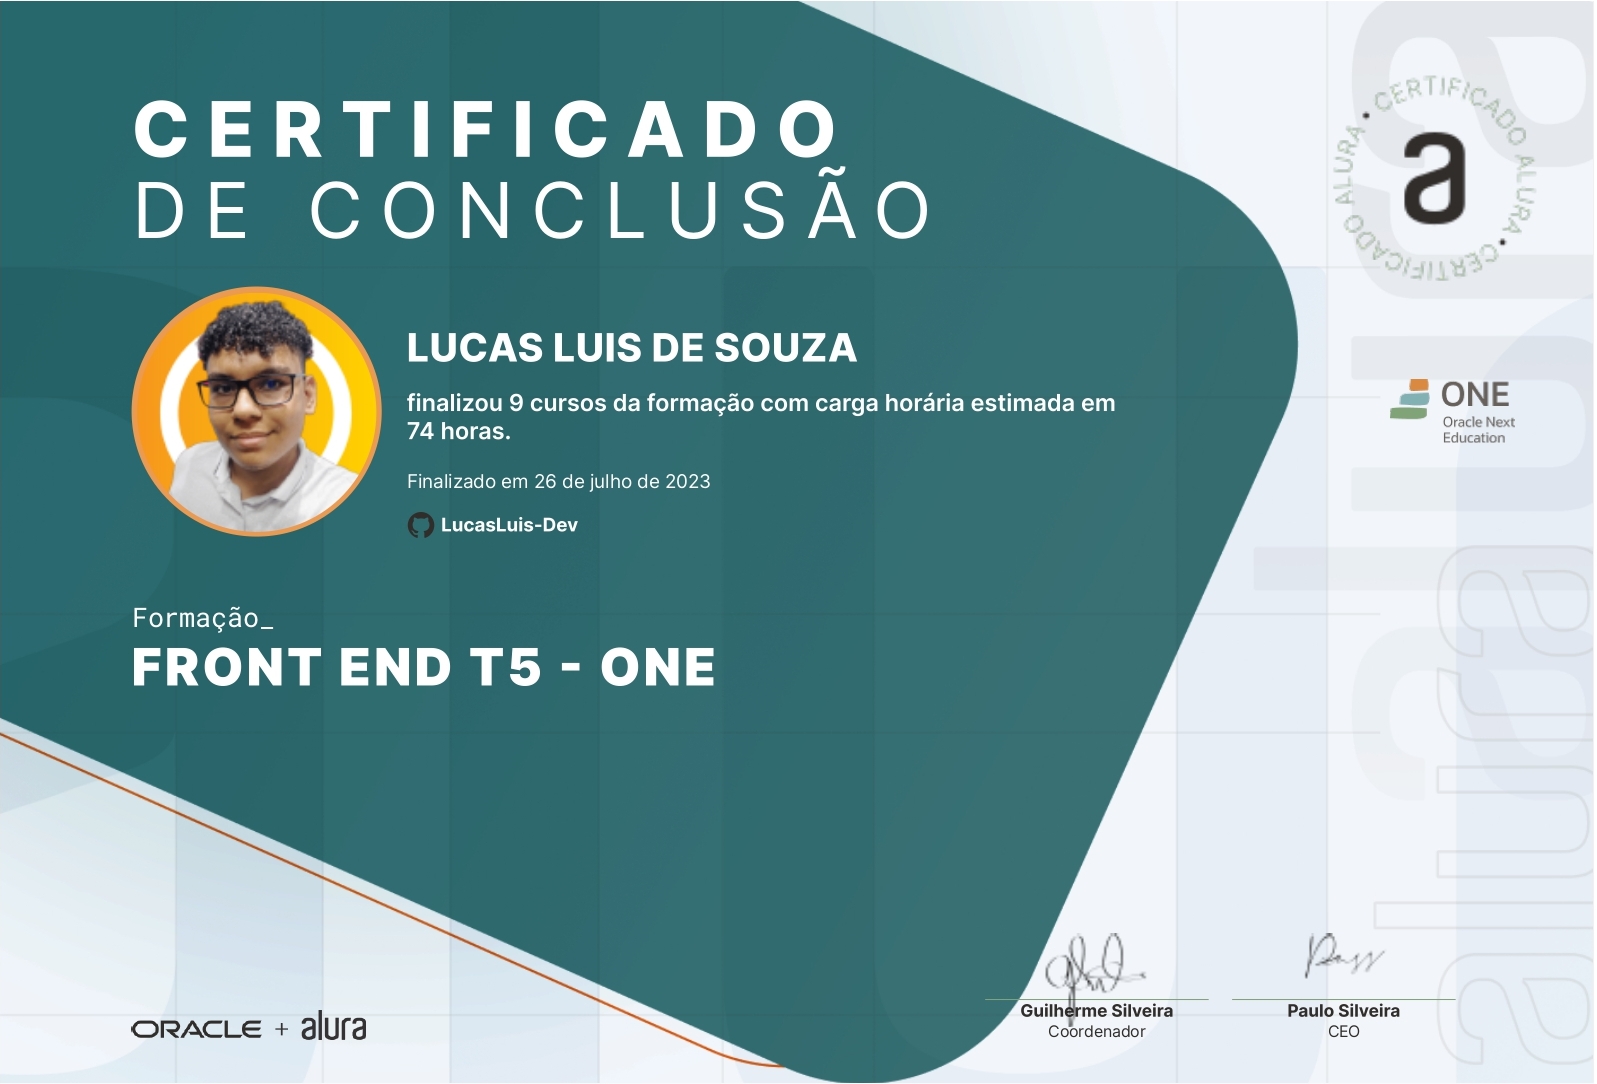 CERTIFICADO
DE CONCLUSÃO
CERTIFICADO ALURA • CERTIFICADO ALURA •
a
LUCAS LUIS DE SOUZA
finalizou 9 cursos da formação com carga horária estimada em
74 horas.
Finalizado em 26 de julho de 2023
LucasLuis-Dev
ONE
Oracle Next
Education
Formação_
FRONT END T5 - ONE
alura
alura
Guilherme Silveira
Coordenador
Paulo Silveira
CEO
ORACLE + alura